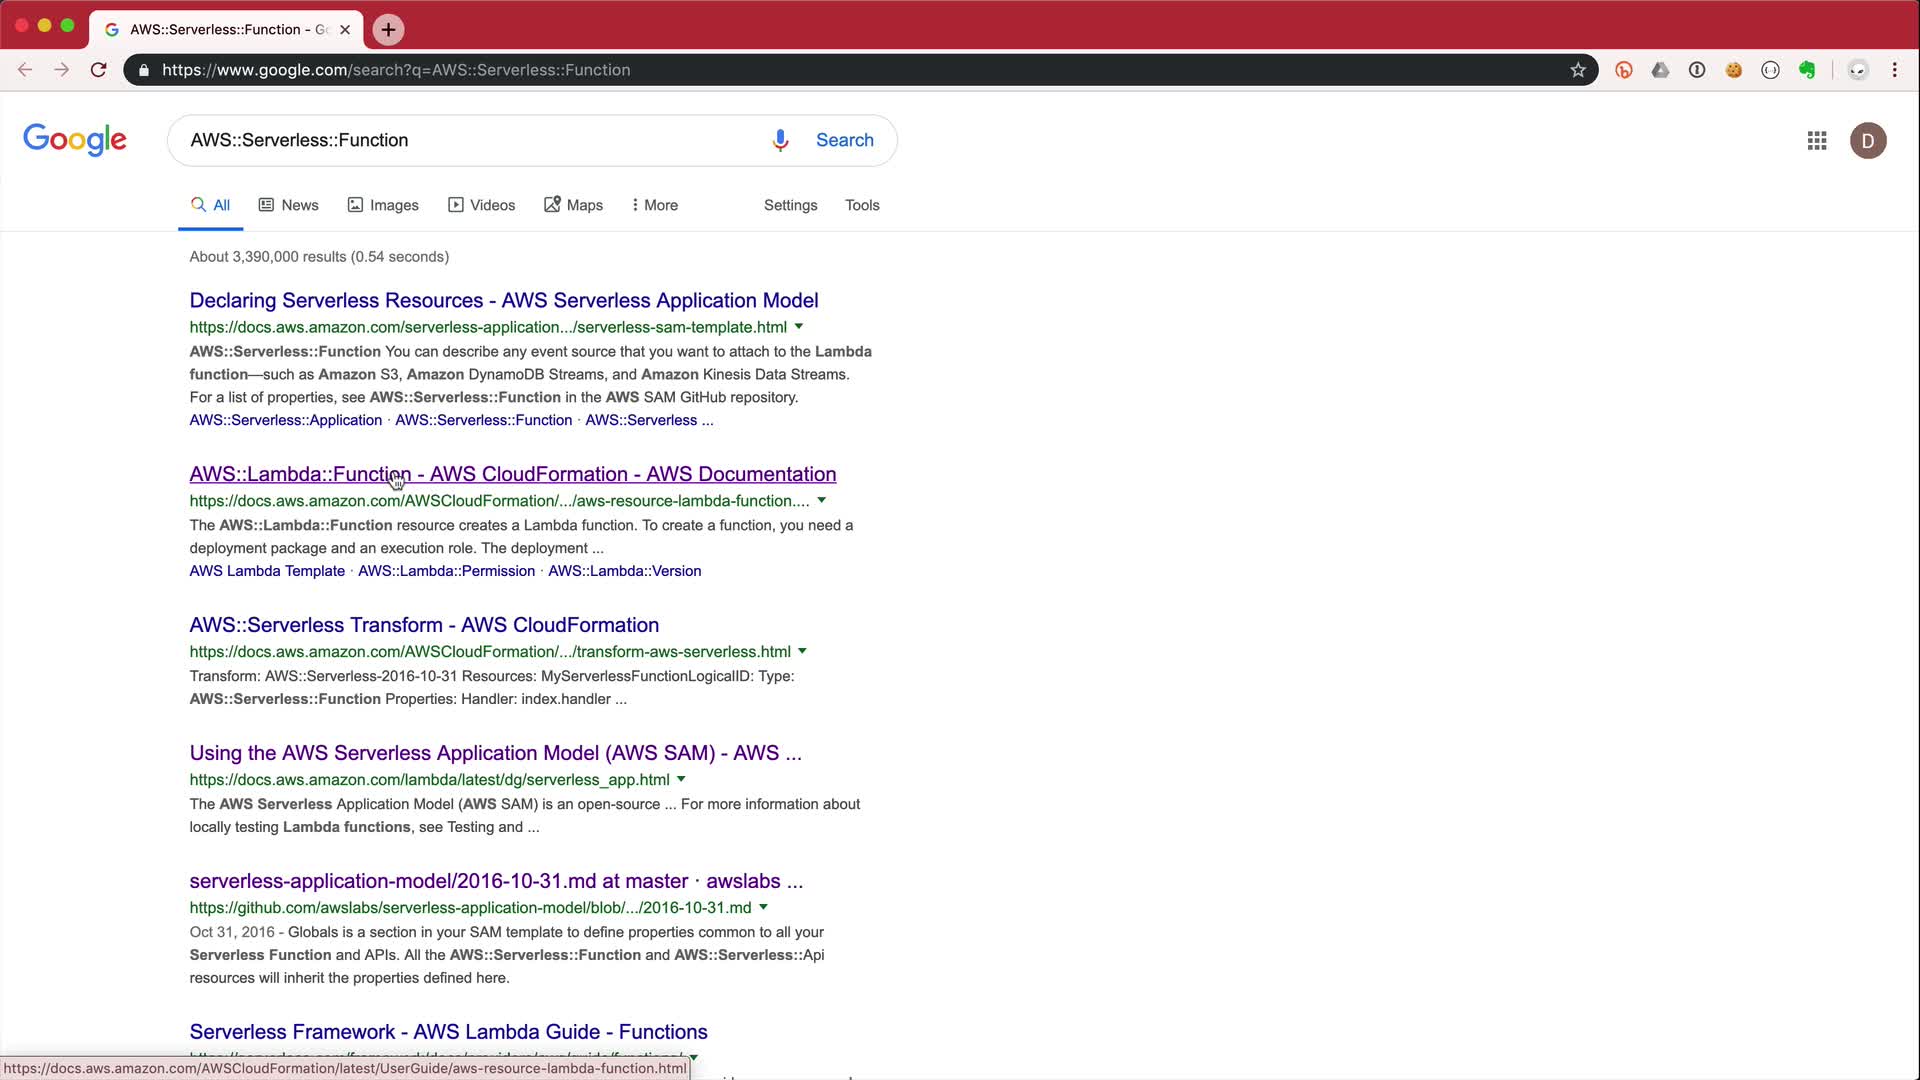 AWS::Serverless::Function - Go
https://www.google.com/search?q=AWS::Serverless::Function
Google
AWS::Serverless::Function
Search
D
All News Images Videos Maps More Settings Tools
About 3,390,000 results (0.54 seconds)
Declaring Serverless Resources - AWS Serverless Application Model
https://docs.aws.amazon.com/serverless-application.../serverless-sam-template.html
AWS::Serverless::Function You can describe any event source that you want to attach to the Lambda
function—such as Amazon S3, Amazon DynamoDB Streams, and Amazon Kinesis Data Streams.
For a list of properties, see AWS::Serverless::Function in the AWS SAM GitHub repository.
AWS::Serverless::Application · AWS::Serverless::Function · AWS::Serverless ...
AWS::Lambda::Function - AWS CloudFormation - AWS Documentation
https://docs.aws.amazon.com/AWSCloudFormation/.../aws-resource-lambda-function....
The AWS::Lambda::Function resource creates a Lambda function. To create a function, you need a
deployment package and an execution role. The deployment ...
AWS Lambda Template · AWS::Lambda::Permission · AWS::Lambda::Version
AWS::Serverless Transform - AWS CloudFormation
https://docs.aws.amazon.com/AWSCloudFormation/.../transform-aws-serverless.html
Transform: AWS::Serverless-2016-10-31 Resources: MyServerlessFunctionLogicalID: Type:
AWS::Serverless::Function Properties: Handler: index.handler ...
Using the AWS Serverless Application Model (AWS SAM) - AWS ...
https://docs.aws.amazon.com/lambda/latest/dg/serverless_app.html
The AWS Serverless Application Model (AWS SAM) is an open-source ... For more information about
locally testing Lambda functions, see Testing and ...
serverless-application-model/2016-10-31.md at master · awslabs ...
https://github.com/awslabs/serverless-application-model/blob/.../2016-10-31.md
Oct 31, 2016 - Globals is a section in your SAM template to define properties common to all your
Serverless Function and APIs. All the AWS::Serverless::Function and AWS::Serverless::Api
resources will inherit the properties defined here.
Serverless Framework - AWS Lambda Guide - Functions
https://docs.aws.amazon.com/AWSCloudFormation/latest/UserGuide/aws-resource-lambda-function.html